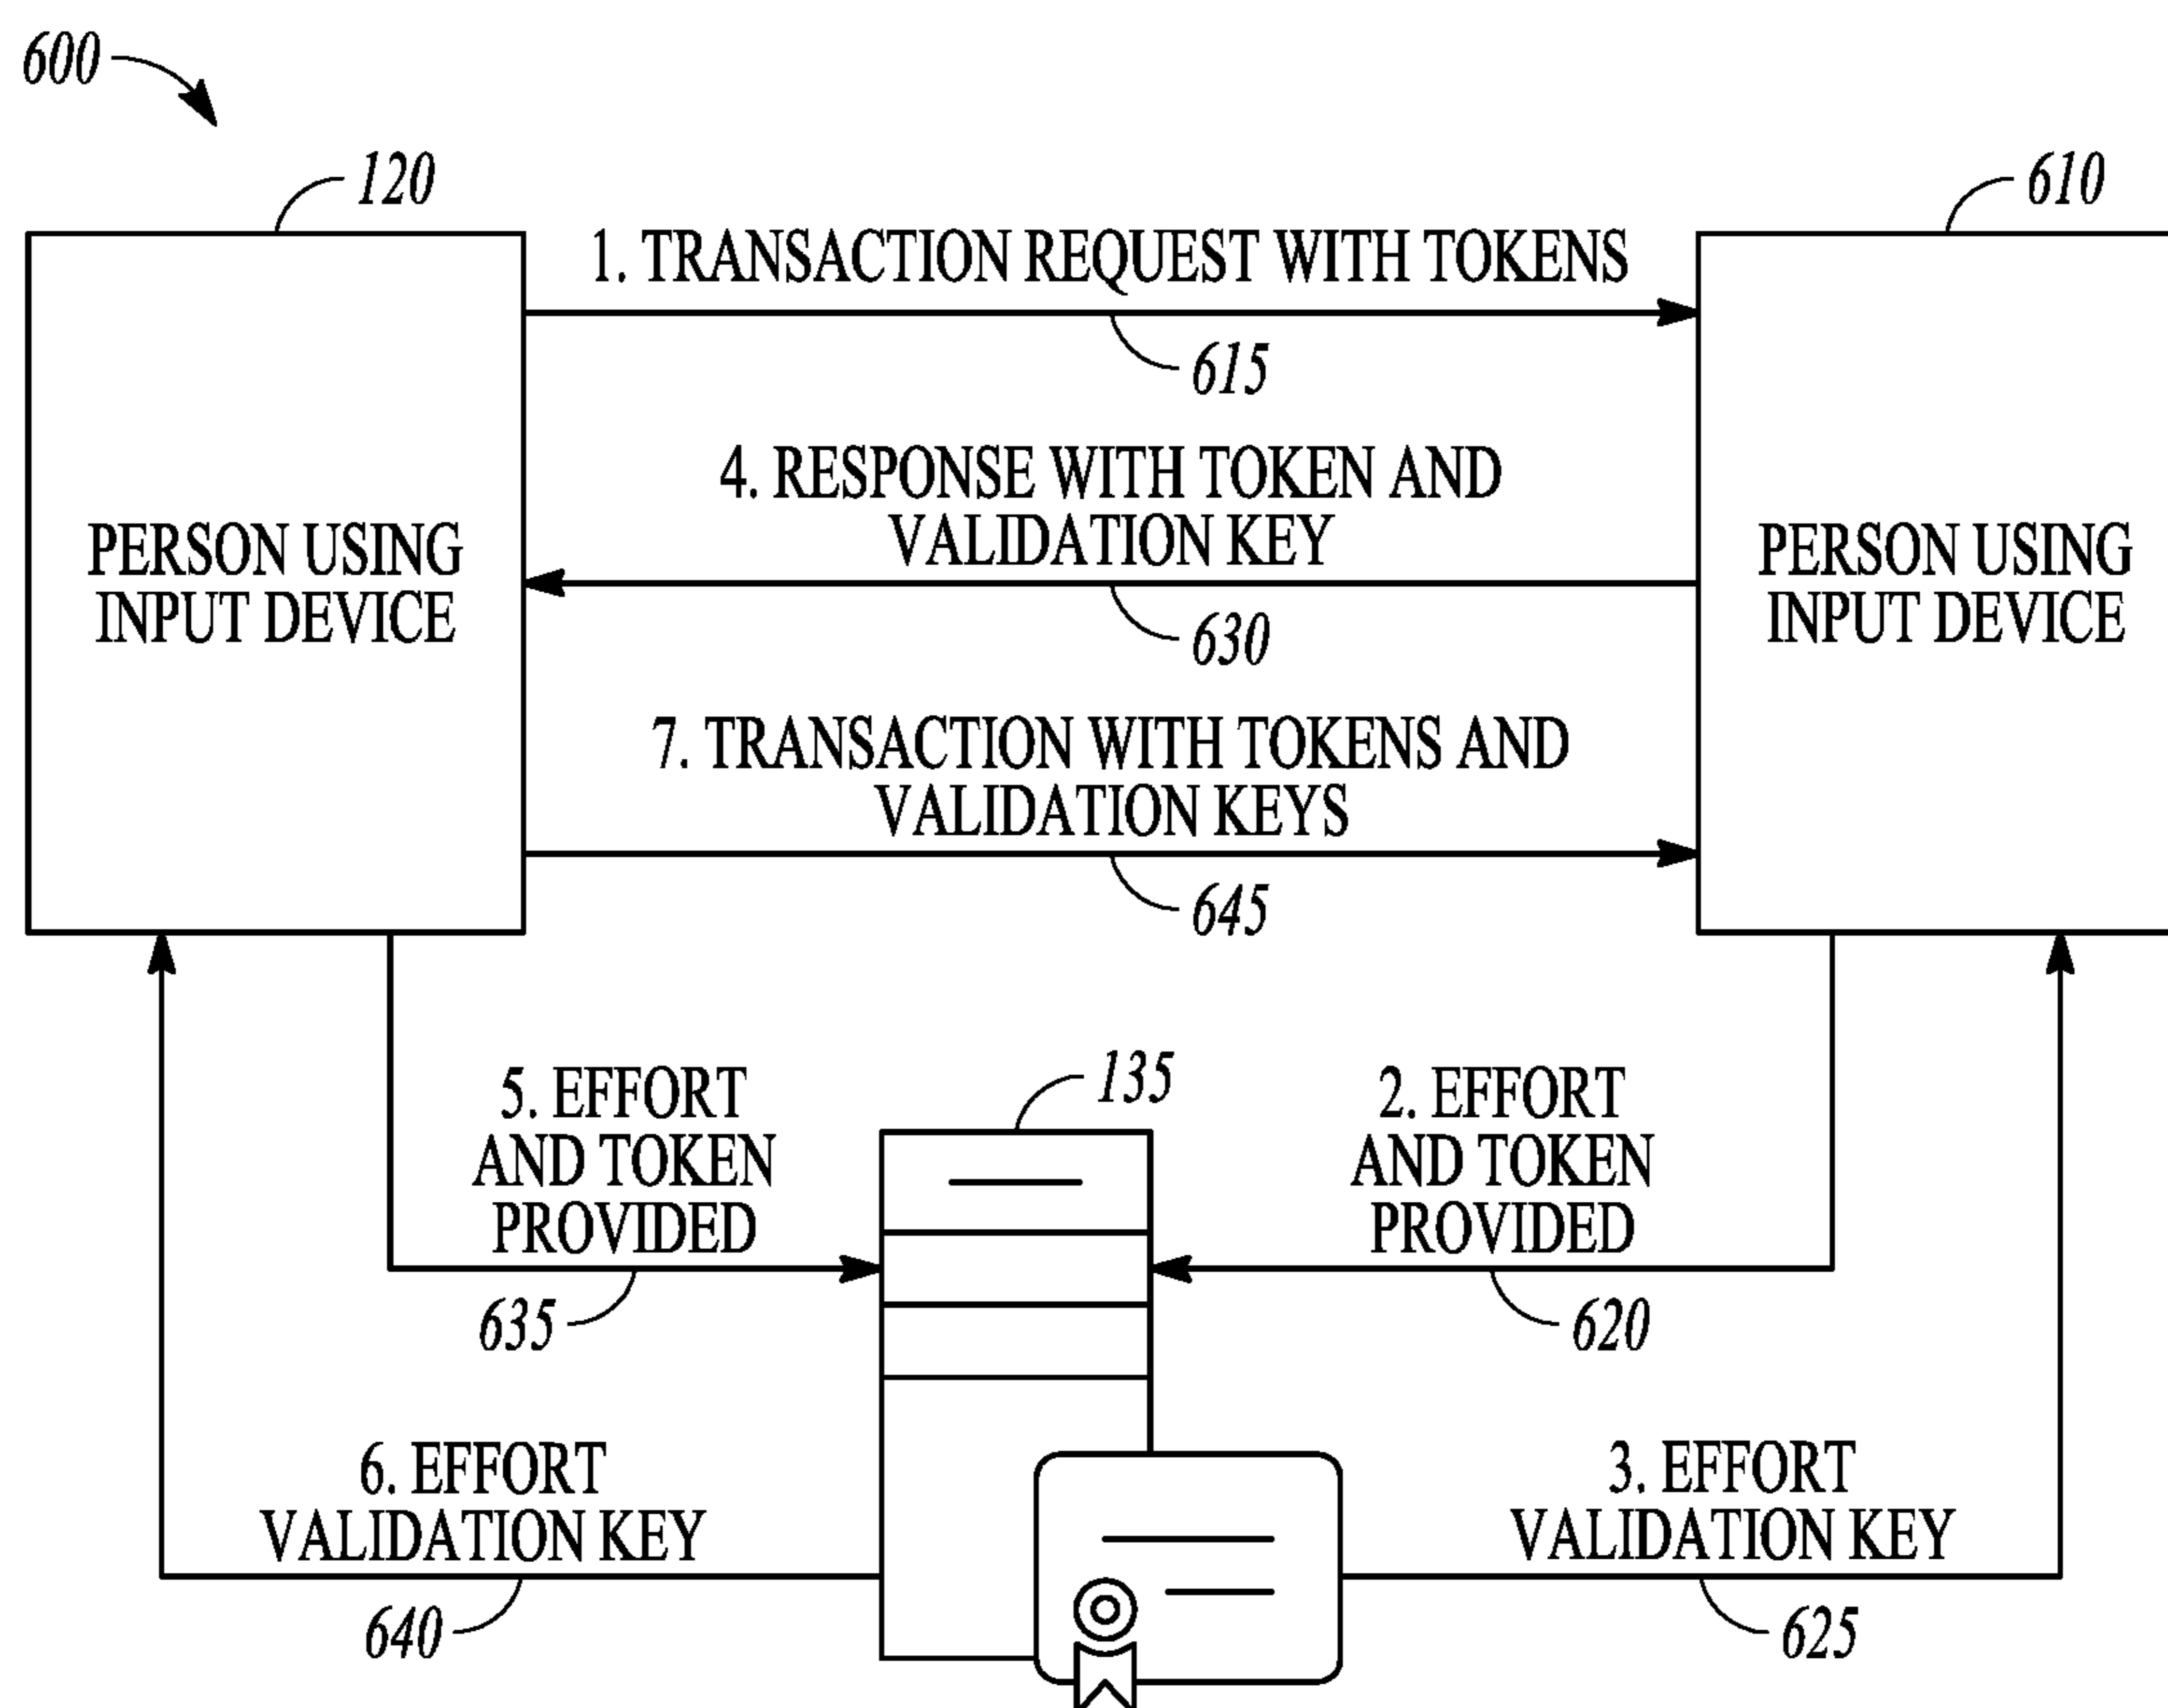 600
120
610
1. TRANSACTION REQUEST WITH TOKENS
615
4. RESPONSE WITH TOKEN AND
VALIDATION KEY
630
PERSON USING
INPUT DEVICE
PERSON USING
INPUT DEVICE
7. TRANSACTION WITH TOKENS AND
VALIDATION KEYS
645
135
5. EFFORT
AND TOKEN
PROVIDED
635
2. EFFORT
AND TOKEN
PROVIDED
620
6. EFFORT
VALIDATION KEY
640
3. EFFORT
VALIDATION KEY
625